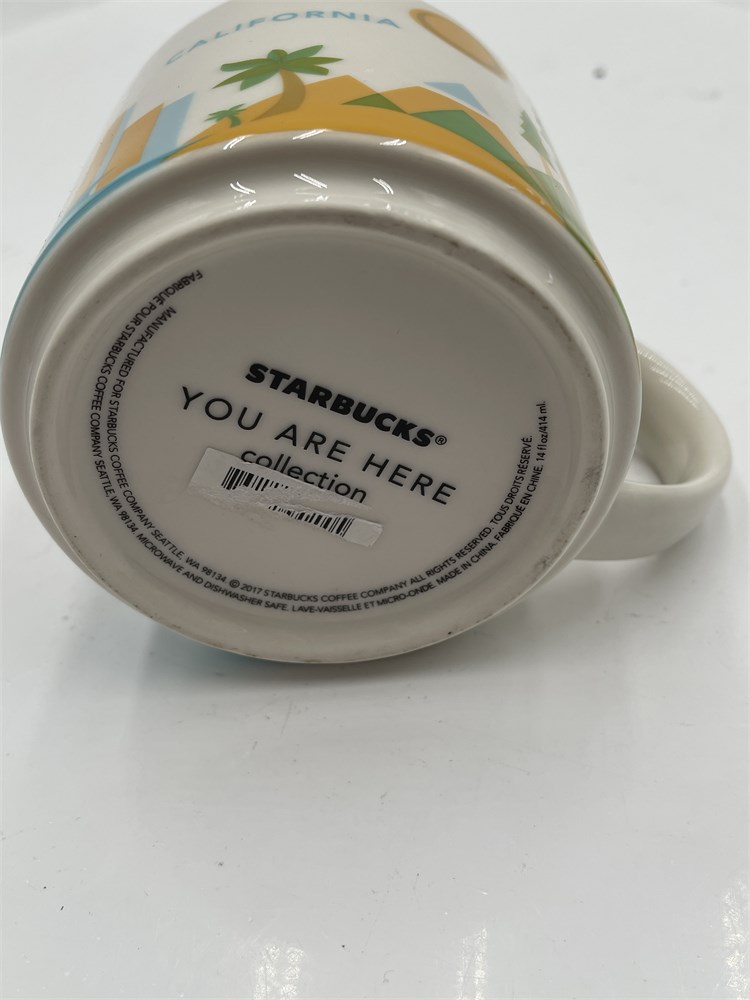 CALIFORNIA
STARBUCKS®
YOU ARE HERE
collection
MANUFACTURED FOR STARBUCKS COFFEE COMPANY SEATTLE, WA 98134. © 2017 STARBUCKS COFFEE COMPANY ALL RIGHTS RESERVED. TOUS DROITS RÉSERVÉ.
FABRIQUÉ POUR STARBUCKS COFFEE COMPANY SEATTLE, WA 98134. MICROWAVE AND DISHWASHER SAFE. LAVE-VAISSELLE ET MICRO-ONDE. MADE IN CHINA. FABRIQUÉ EN CHINE. 14 fl oz/414 ml.